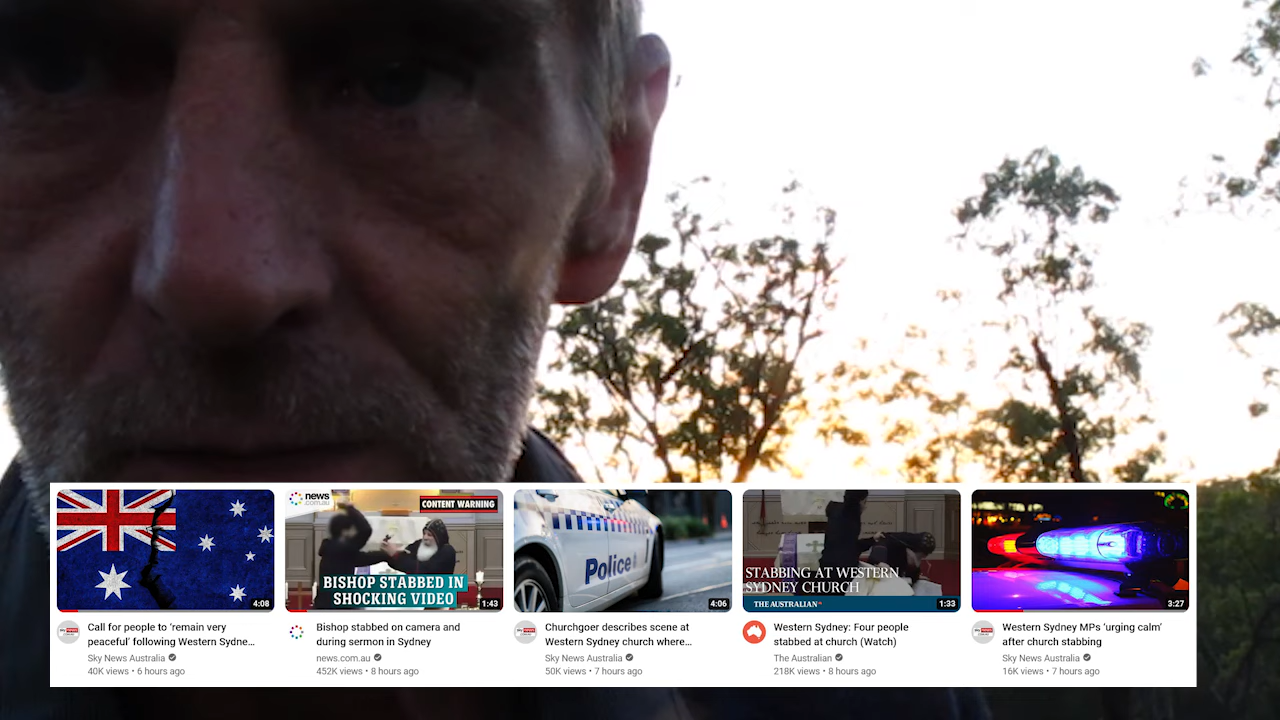 news
.com.au
CONTENT WARNING
BISHOP STABBED IN
SHOCKING VIDEO
Police
STABBING AT WESTERN
SYDNEY CHURCH
THE AUSTRALIAN
4:08
1:43
4:06
1:33
3:27
Call for people to ‘remain very
peaceful’ following Western Sydne...
Sky News Australia
40K views • 6 hours ago
Bishop stabbed on camera and
during sermon in Sydney
news.com.au
452K views • 8 hours ago
Churchgoer describes scene at
Western Sydney church where...
Sky News Australia
50K views • 7 hours ago
Western Sydney: Four people
stabbed at church (Watch)
The Australian
218K views • 8 hours ago
Western Sydney MPs ‘urging calm’
after church stabbing
Sky News Australia
16K views • 7 hours ago